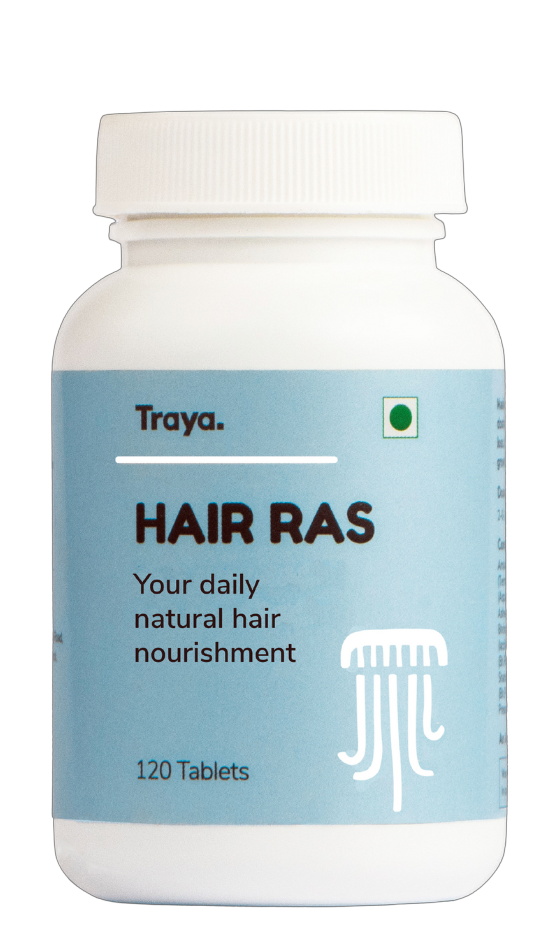 Traya.
HAIR RAS
Your daily
natural hair
nourishment
120 Tablets